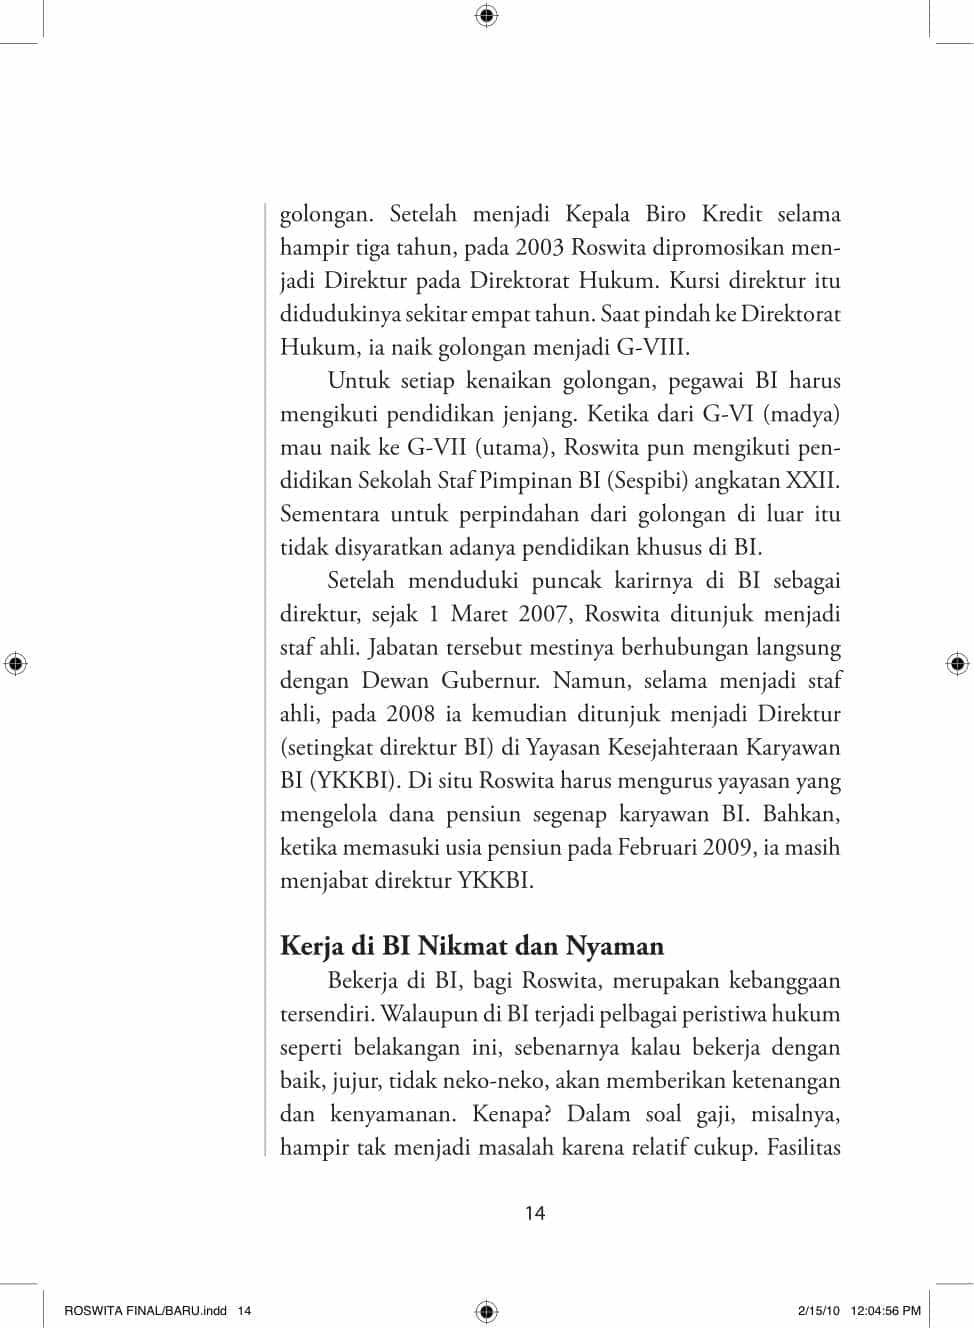 golongan. Setelah menjadi Kepala Biro Kredit selama
hampir tiga tahun, pada 2003 Roswita dipromosikan men-
jadi Direktur pada Direktorat Hukum. Kursi direktur itu
didudukinya sekitar empat tahun. Saat pindah ke Direktorat
Hukum, ia naik golongan menjadi G-VIII.
Untuk setiap kenaikan golongan, pegawai BI harus
mengikuti pendidikan jenjang. Ketika dari G-VI (madya)
mau naik ke G-VII (utama), Roswita pun mengikuti pen-
didikan Sekolah Staf Pimpinan BI (Sespibi) angkatan XXII.
Sementara untuk perpindahan dari golongan di luar itu
tidak disyaratkan adanya pendidikan khusus di BI.
Setelah menduduki puncak karirnya di BI sebagai
direktur, sejak 1 Maret 2007, Roswita ditunjuk menjadi
staf ahli. Jabatan tersebut mestinya berhubungan langsung
dengan Dewan Gubernur. Namun, selama menjadi staf
ahli, pada 2008 ia kemudian ditunjuk menjadi Direktur
(setingkat direktur BI) di Yayasan Kesejahteraan Karyawan
BI (YKKBI). Di situ Roswita harus mengurus yayasan yang
mengelola dana pensiun segenap karyawan BI. Bahkan,
ketika memasuki usia pensiun pada Februari 2009, ia masih
menjabat direktur YKKBI.
Kerja di BI Nikmat dan Nyaman
Bekerja di BI, bagi Roswita, merupakan kebanggaan
tersendiri. Walaupun di BI terjadi pelbagai peristiwa hukum
seperti belakangan ini, sebenarnya kalau bekerja dengan
baik, jujur, tidak neko-neko, akan memberikan ketenangan
dan kenyamanan. Kenapa? Dalam soal gaji, misalnya,
hampir tak menjadi masalah karena relatif cukup. Fasilitas
14
ROSWITA FINAL/BARU.indd 14
2/15/10 12:04:56 PM